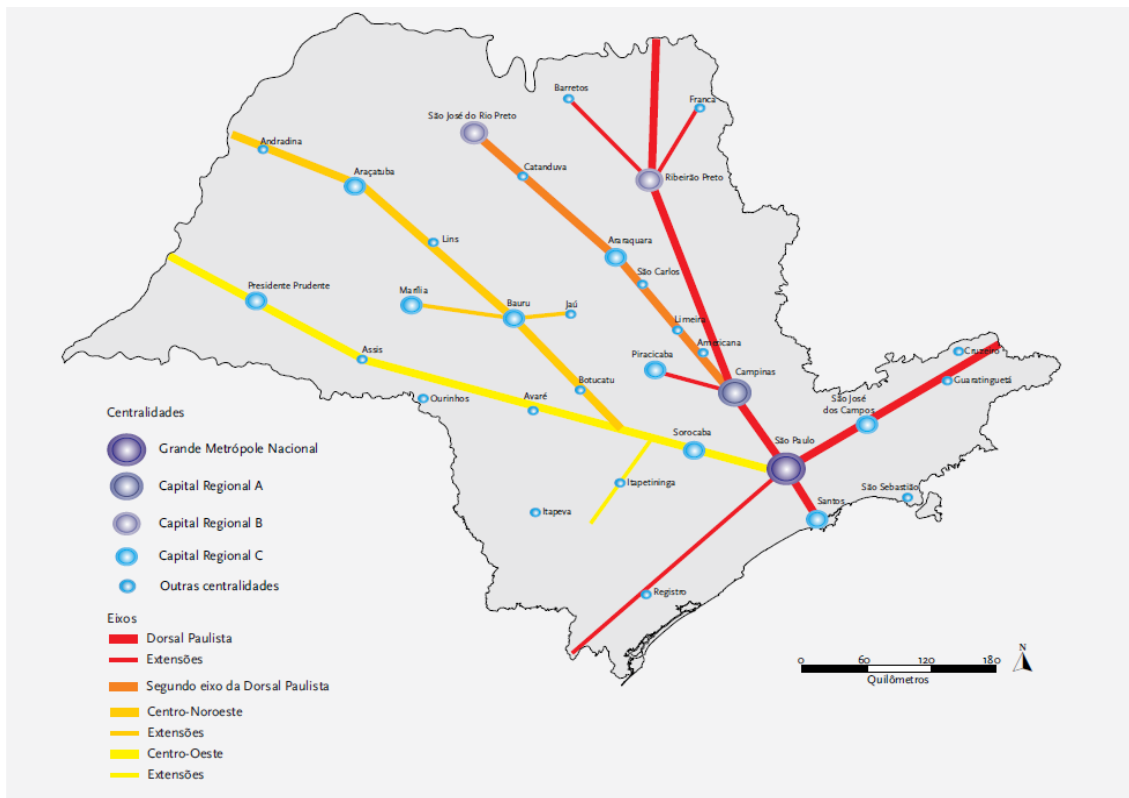 Barretos
Franca
São José do Rio Preto
Andradina
Catanduva
Araçatuba
Ribeirão Preto
Lins
Araraquara
São Carlos
Presidente Prudente
Marília
Bauru
Jaú
Limeira
Americana
Assis
Piracicaba
Campinas
Cruzeiro
Guaratinguetá
Botucatu
São José
dos Campos
Ourinhos
Avaré
Sorocaba
São Paulo
Itapetininga
São Sebastião
Santos
Itapeva
Registro
Centralidades
Grande Metrópole Nacional
Capital Regional A
Capital Regional B
Capital Regional C
Outras centralidades
Eixos
Dorsal Paulista
Extensões
Segundo eixo da Dorsal Paulista
Centro-Noroeste
Extensões
Centro-Oeste
Extensões
N
0 60 120 180
Quilômetros